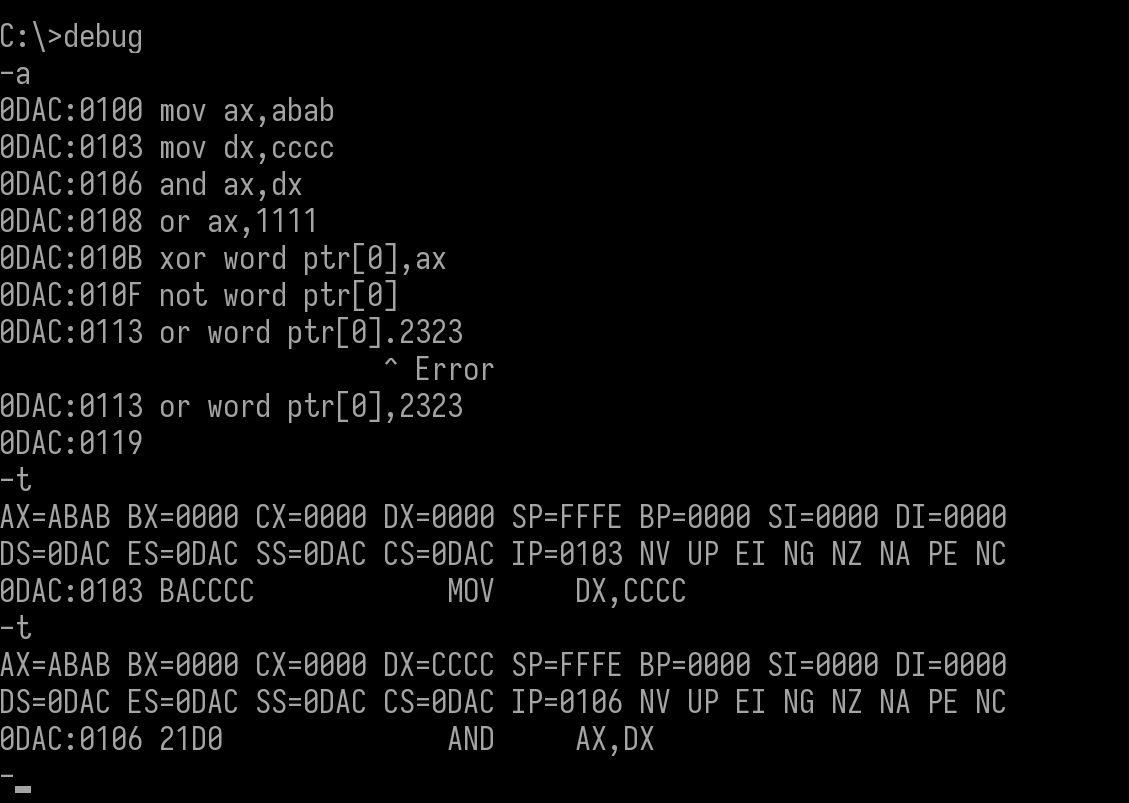 C:\>debug
-a
0DAC:0100 mov ax,abab
0DAC:0103 mov dx,cccc
0DAC:0106 and ax,dx
0DAC:0108 or ax,1111
0DAC:010B xor word ptr[0],ax
0DAC:010F not word ptr[0]
0DAC:0113 or word ptr[0].2323
^ Error
0DAC:0113 or word ptr[0],2323
0DAC:0119
-t
AX=ABAB BX=0000 CX=0000 DX=0000 SP=FFFE BP=0000 SI=0000 DI=0000
DS=0DAC ES=0DAC SS=0DAC CS=0DAC IP=0103 NV UP EI NG NZ NA PE NC
0DAC:0103 BACCCC MOV DX,CCCC
-t
AX=ABAB BX=0000 CX=0000 DX=CCCC SP=FFFE BP=0000 SI=0000 DI=0000
DS=0DAC ES=0DAC SS=0DAC CS=0DAC IP=0106 NV UP EI NG NZ NA PE NC
0DAC:0106 21D0 AND AX,DX
-_